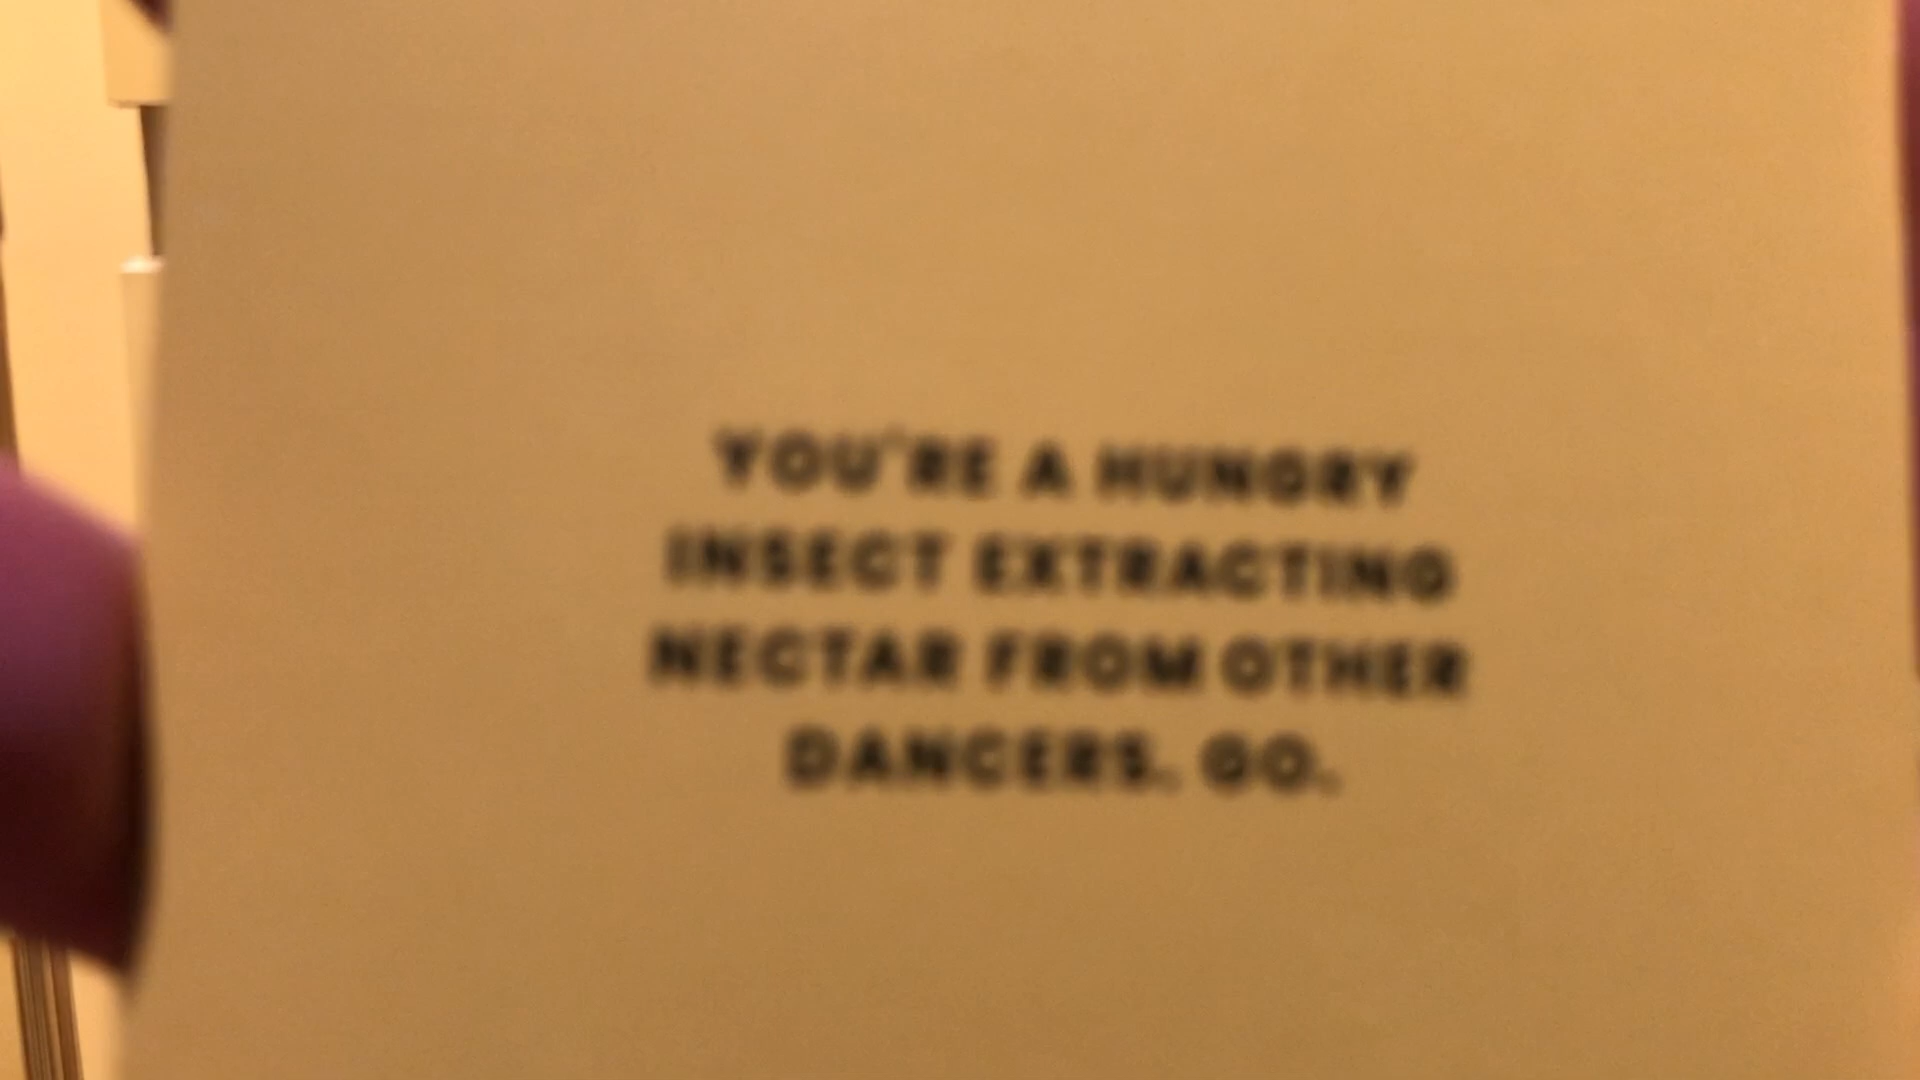 YOU'RE A HUNGRY
INSECT EXTRACTING
NECTAR FROM OTHER
DANCERS. GO.